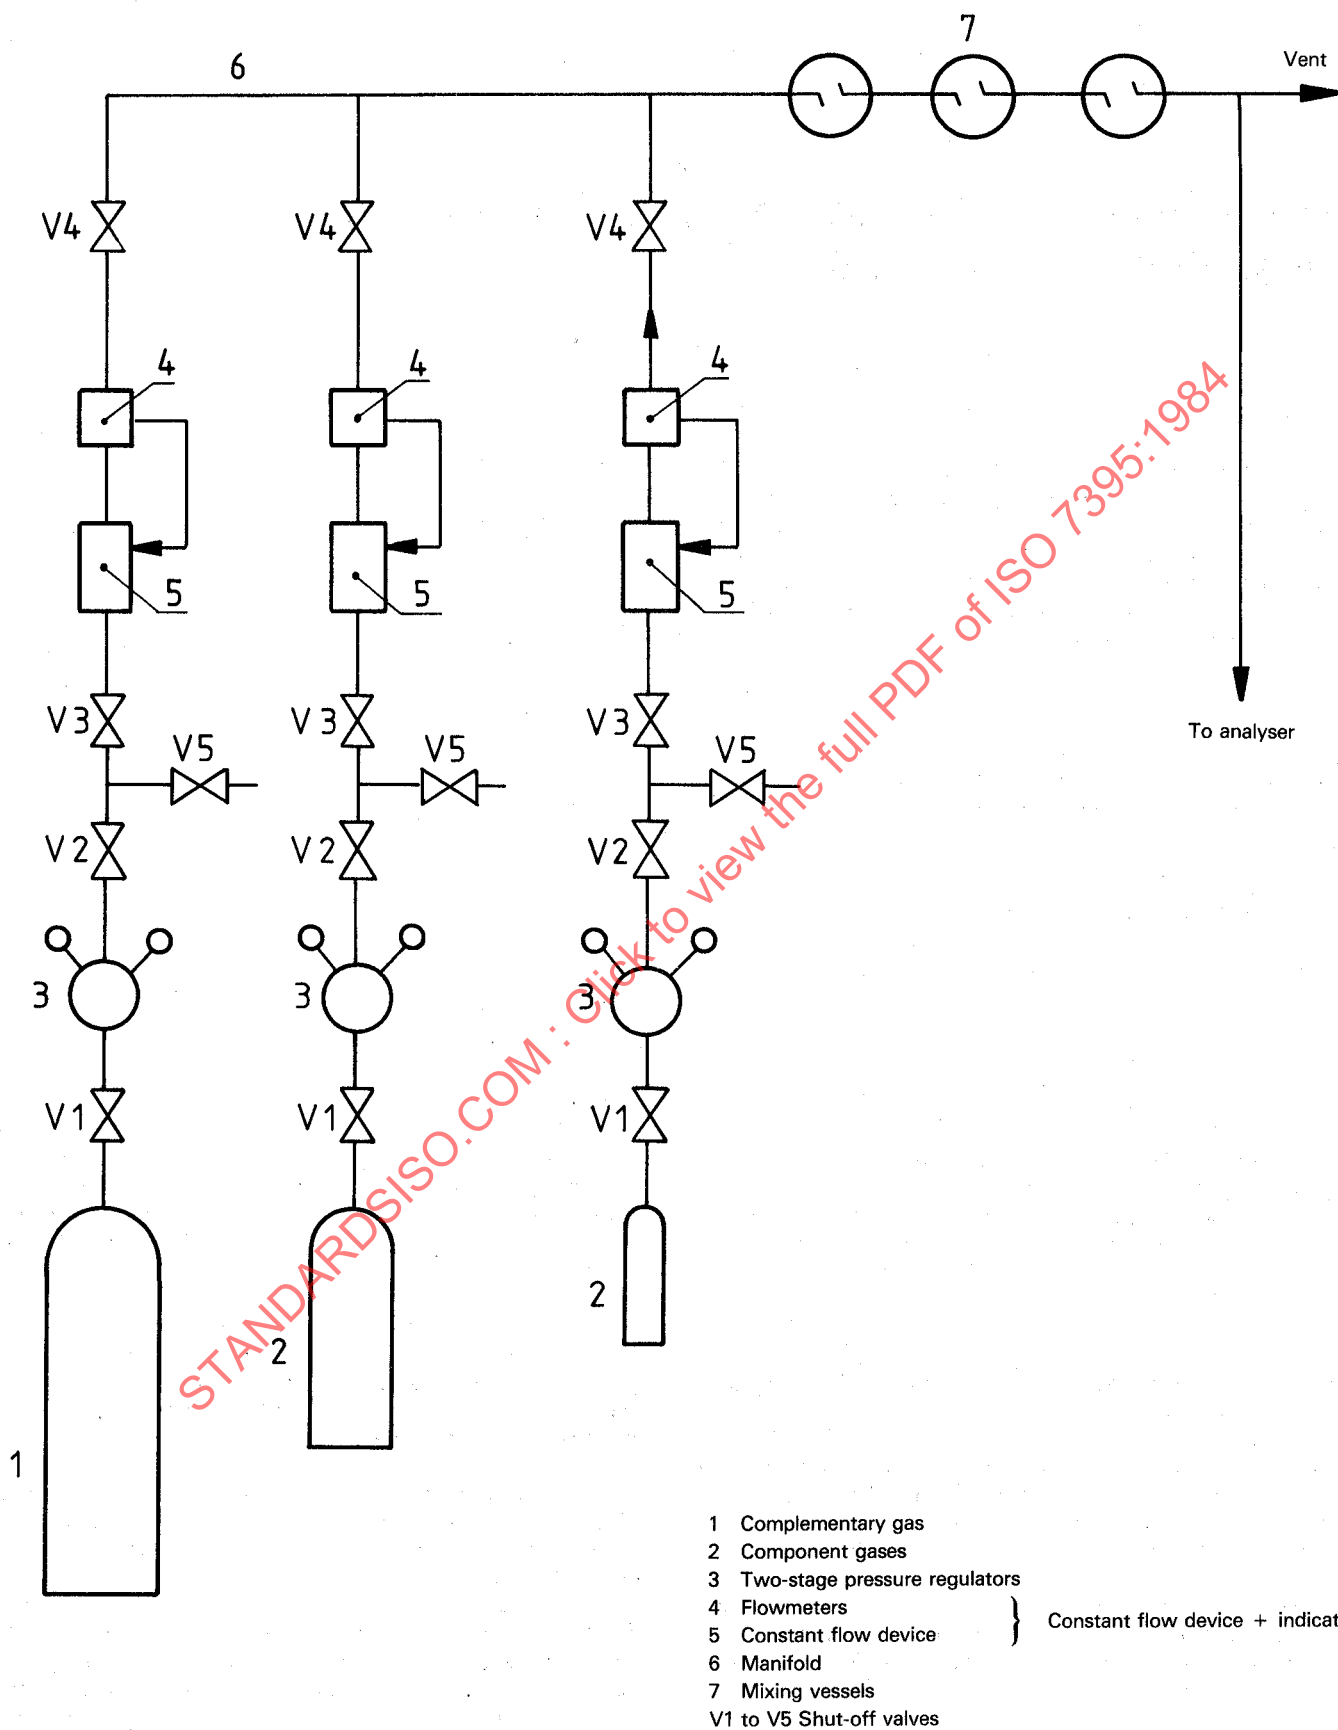 7
6
Vent
V4
V4
V4
4
4
4
5
5
5
V3
V3
V3
V5
V5
V5
To analyser
V2
V2
V2
3
3
3
V1
V1
V1
2
2
1
STANDARDSISO.COM : Click to view the full PDF of ISO 7395:1984
1 Complementary gas
2 Component gases
3 Two-stage pressure regulators
4 Flowmeters
5 Constant flow device
} Constant flow device + indicat
6 Manifold
7 Mixing vessels
V1 to V5 Shut-off valves